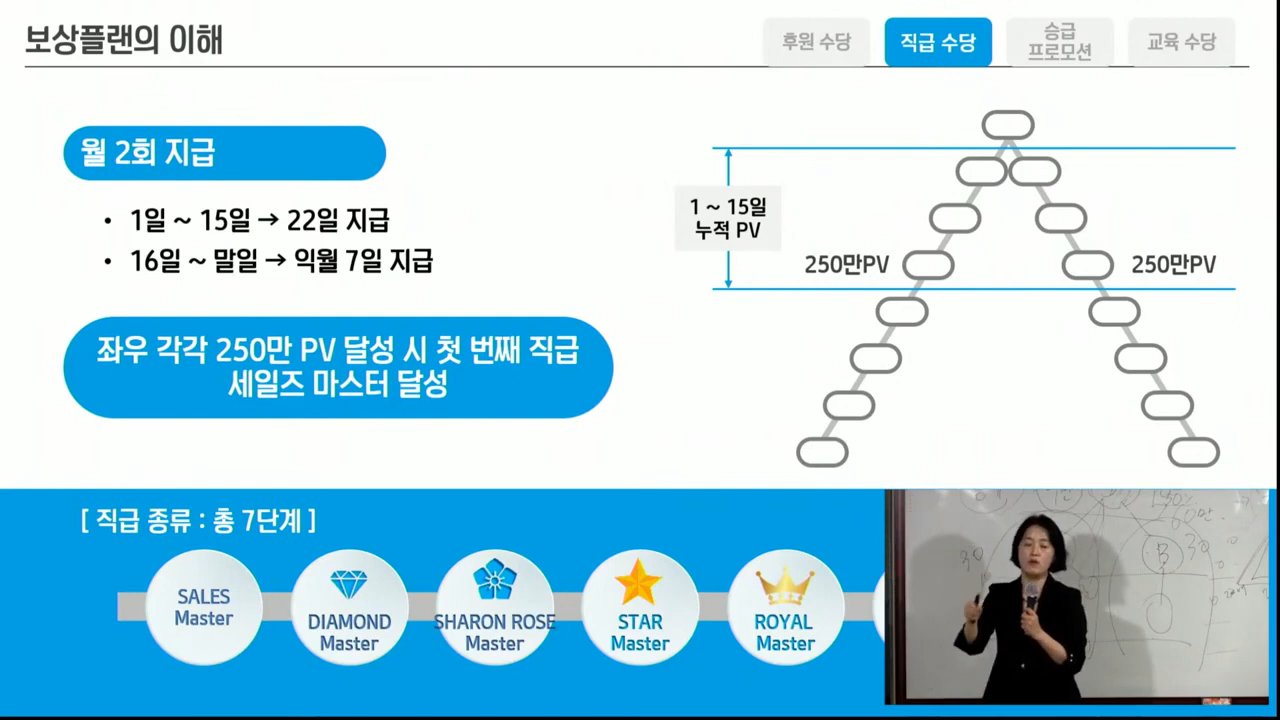 보상플랜의 이해
후원 수당
직급 수당
승급
프로모션
교육 수당
월 2회 지급
• 1일 ~ 15일 → 22일 지급
• 16일 ~ 말일 → 익월 7일 지급
좌우 각각 250만 PV 달성 시 첫 번째 직급
세일즈 마스터 달성
1 ~ 15일
누적 PV
250만PV
250만PV
[ 직급 종류 : 총 7단계 ]
SALES
Master
DIAMOND
Master
SHARON ROSE
Master
STAR
Master
ROYAL
Master
60만
30
30
B